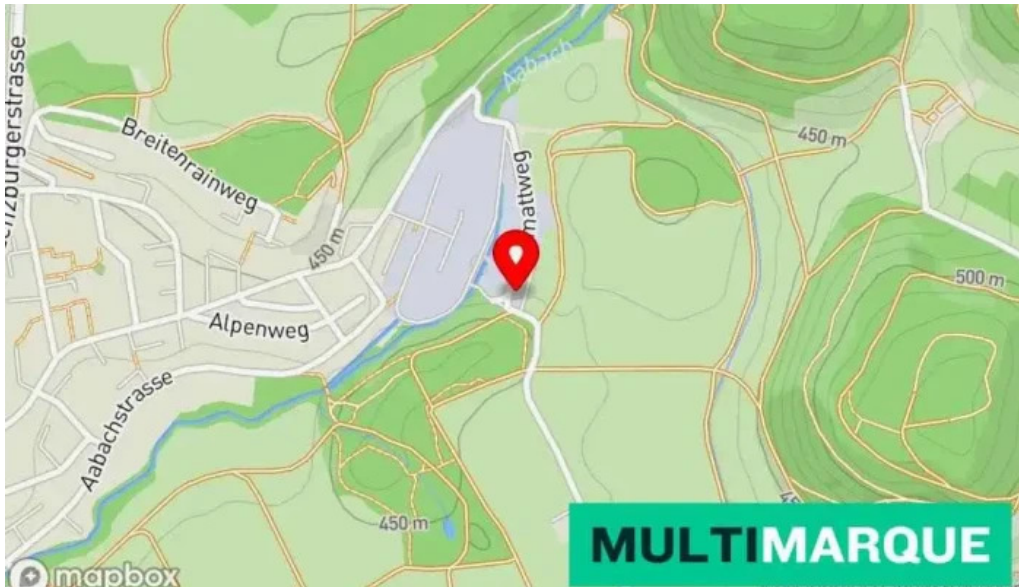 Aabach
450 m
Breitenrainweg
450 m
500 m
Alpenweg
Aabachstrasse
450 m
MULTIMARQUE
mapbox